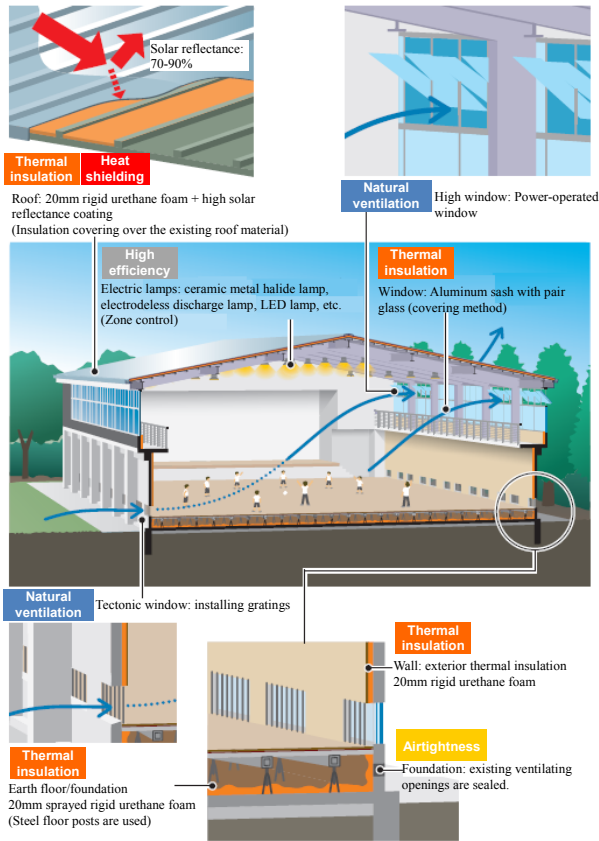 Solar reflectance:
70-90%
Thermal
insulation
Heat
shielding
Roof: 20mm rigid urethane foam + high solar
reflectance coating
(Insulation covering over the existing roof material)
Natural
ventilation
High window: Power-operated
window
High
efficiency
Electric lamps: ceramic metal halide lamp,
electrodeless discharge lamp, LED lamp, etc.
(Zone control)
Thermal
insulation
Window: Aluminum sash with pair
glass (covering method)
Natural
ventilation
Tectonic window: installing gratings
Thermal
insulation
Wall: exterior thermal insulation
20mm rigid urethane foam
Airtightness
Foundation: existing ventilating
openings are sealed.
Thermal
insulation
Earth floor/foundation
20mm sprayed rigid urethane foam
(Steel floor posts are used)